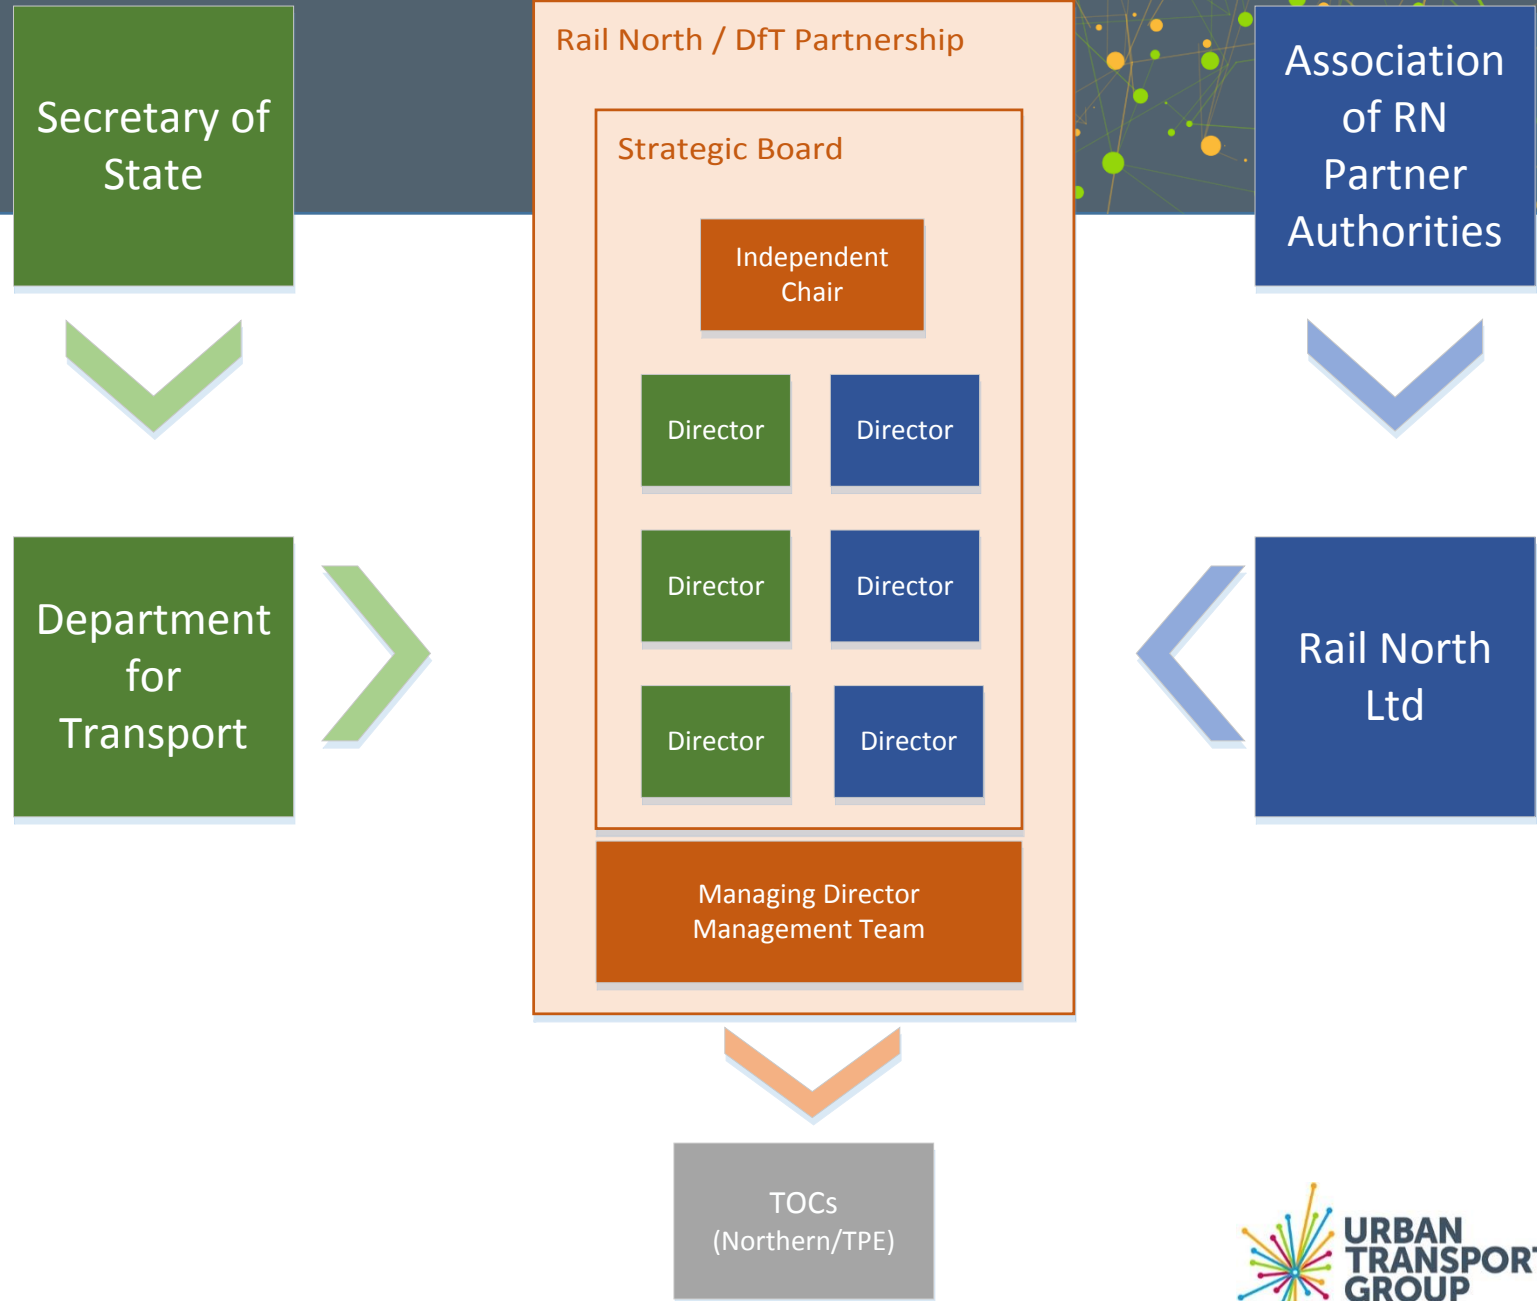 Secretary of
State
Department
for
Transport
Rail North / DfT Partnership
Strategic Board
Independent
Chair
Director
Director
Director
Director
Director
Director
Managing Director
Management Team
TOCs
(Northern/TPE)
Association
of RN
Partner
Authorities
Rail North
Ltd
URBAN
TRANSPORT
GROUP